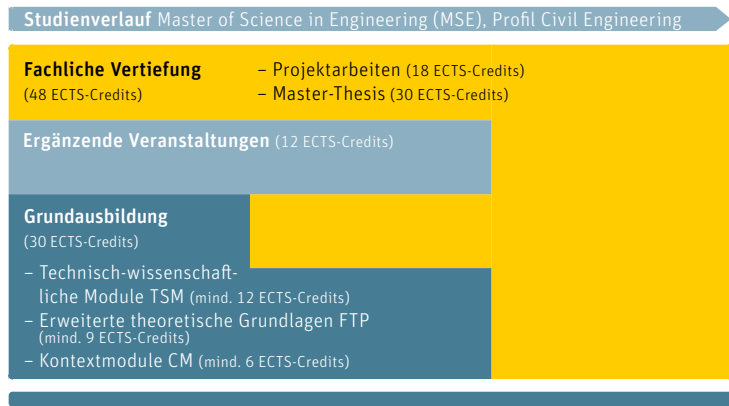 Studienverlauf Master of Science in Engineering (MSE), Profil Civil Engineering
Fachliche Vertiefung
(48 ECTS-Credits)
– Projektarbeiten (18 ECTS-Credits)
– Master-Thesis (30 ECTS-Credits)
Ergänzende Veranstaltungen (12 ECTS-Credits)
Grundausbildung
(30 ECTS-Credits)
– Technisch-wissenschaft-
liche Module TSM (mind. 12 ECTS-Credits)
– Erweiterte theoretische Grundlagen FTP
(mind. 9 ECTS-Credits)
– Kontextmodule CM (mind. 6 ECTS-Credits)